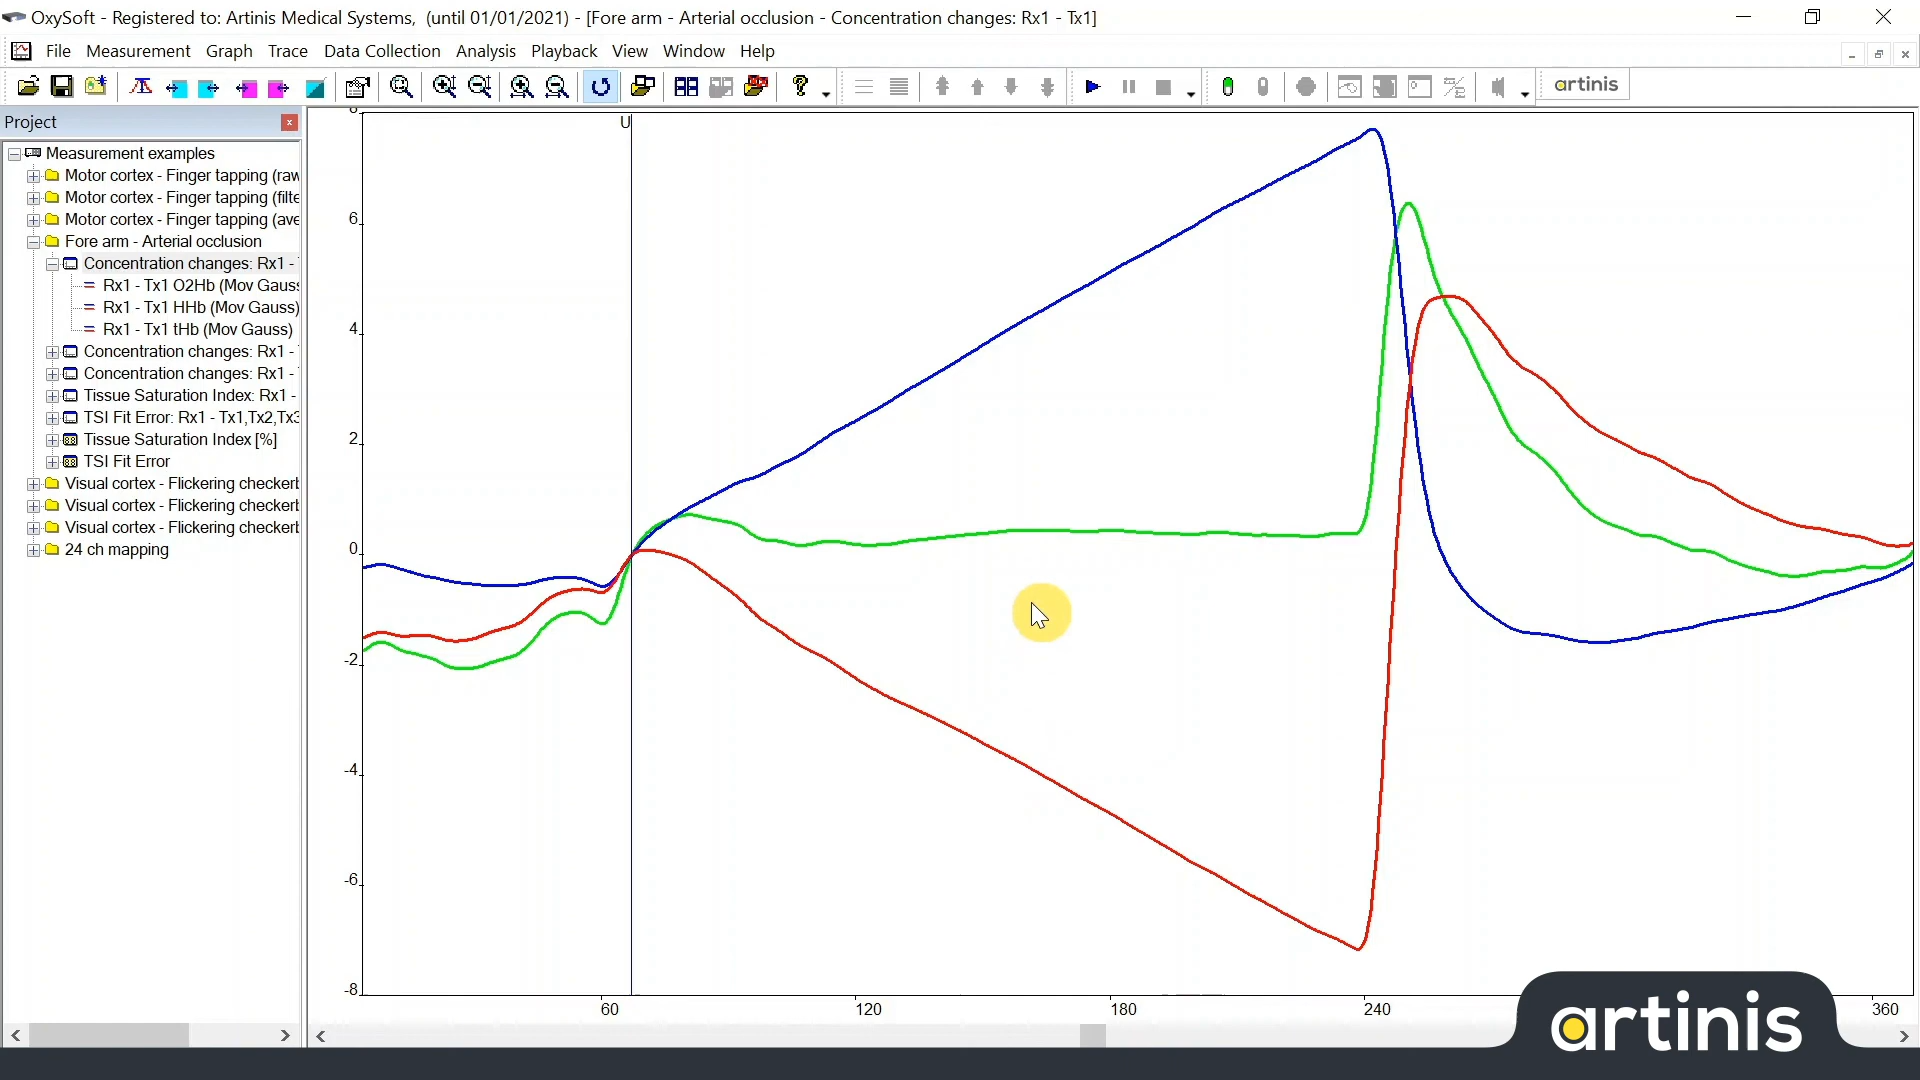 OxySoft - Registered to: Artinis Medical Systems, (until 01/01/2021) - [Fore arm - Arterial occlusion - Concentration changes: Rx1 - Tx1]
File Measurement Graph Trace Data Collection Analysis Playback View Window Help
artinis
Project
Measurement examples
Motor cortex - Finger tapping (raw
Motor cortex - Finger tapping (filte
Motor cortex - Finger tapping (ave
Fore arm - Arterial occlusion
Concentration changes: Rx1 -
Rx1 - Tx1 O2Hb (Mov Gauss
Rx1 - Tx1 HHb (Mov Gauss)
Rx1 - Tx1 tHb (Mov Gauss)
Concentration changes: Rx1 -
Concentration changes: Rx1 -
Tissue Saturation Index: Rx1 -
TSI Fit Error: Rx1 - Tx1,Tx2,Tx3
Tissue Saturation Index [%]
TSI Fit Error
Visual cortex - Flickering checkerb
Visual cortex - Flickering checkerb
Visual cortex - Flickering checkerb
24 ch mapping
U
8
6
4
2
0
-2
-4
-6
-8
60 120 180 240 360
artinis